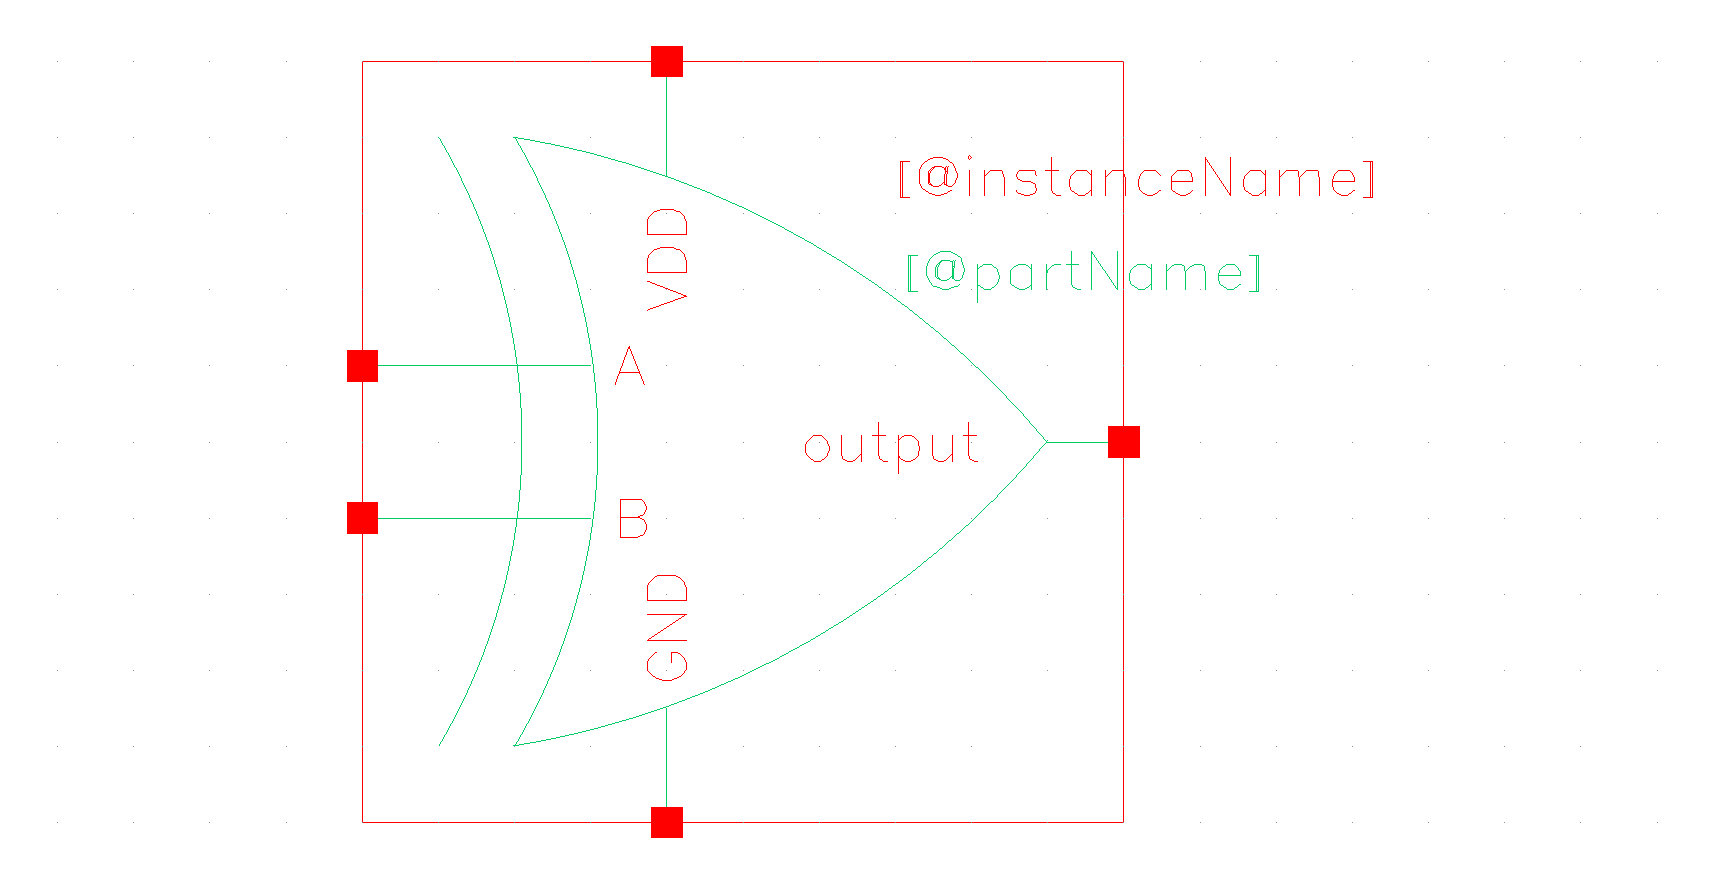 [@instanceName]
[@partName]
VDD
A
output
B
GND